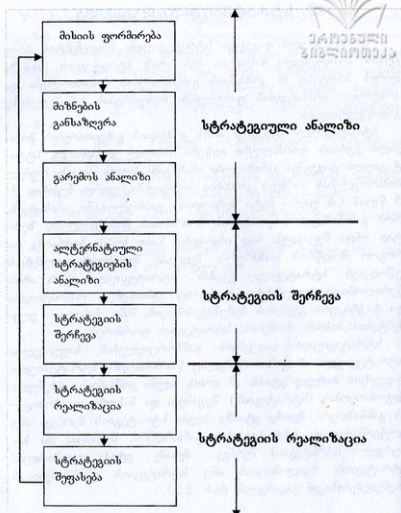 მისიის ფორმირება
მიზნების
განსაზღვრა
სტრატეგიული ანალიზი
გარემოს ანალიზი
ალტერნატიული
სტრატეგიების
ანალიზი
სტრატეგიის შერჩევა
სტრატეგიის
შერჩევა
სტრატეგიის
რეალიზაცია
სტრატეგიის რეალიზაცია
სტრატეგიის
შეფასება